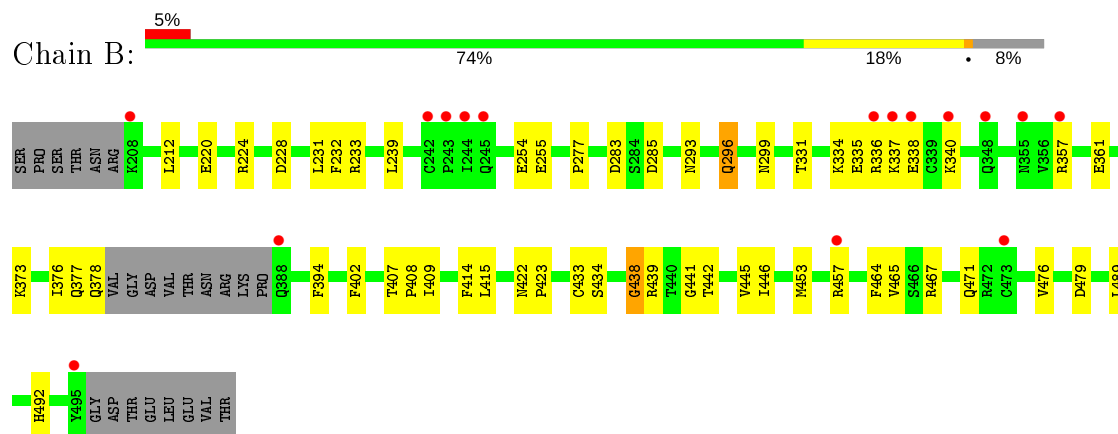 5%
Chain B:
74% 18% • 8%
SER PRO SER THR ASN ARG K208 L212 E220 R224 D228 L231 F232 R233 L239 C242 P243 I244 Q245 E254 E255 P277 D283 S284 D285 N293 Q296 N299 T331 K334 E335 R336 K337 E338 C339 K340 Q348 N355 V356 R357 E361
K373 I376 Q377 Q378 VAL GLY ASP VAL THR ASN ARG LYS PRO Q388 F394 F402 T407 P408 I409 F414 L415 N422 P423 C433 S434 G438 R439 T440 G441 T442 V445 I446 M453 R457 F464 V465 S466 R467 Q471 R472 C473 V476 D479
H492 Y495 GLY ASP THR GLU LEU GLU VAL THR